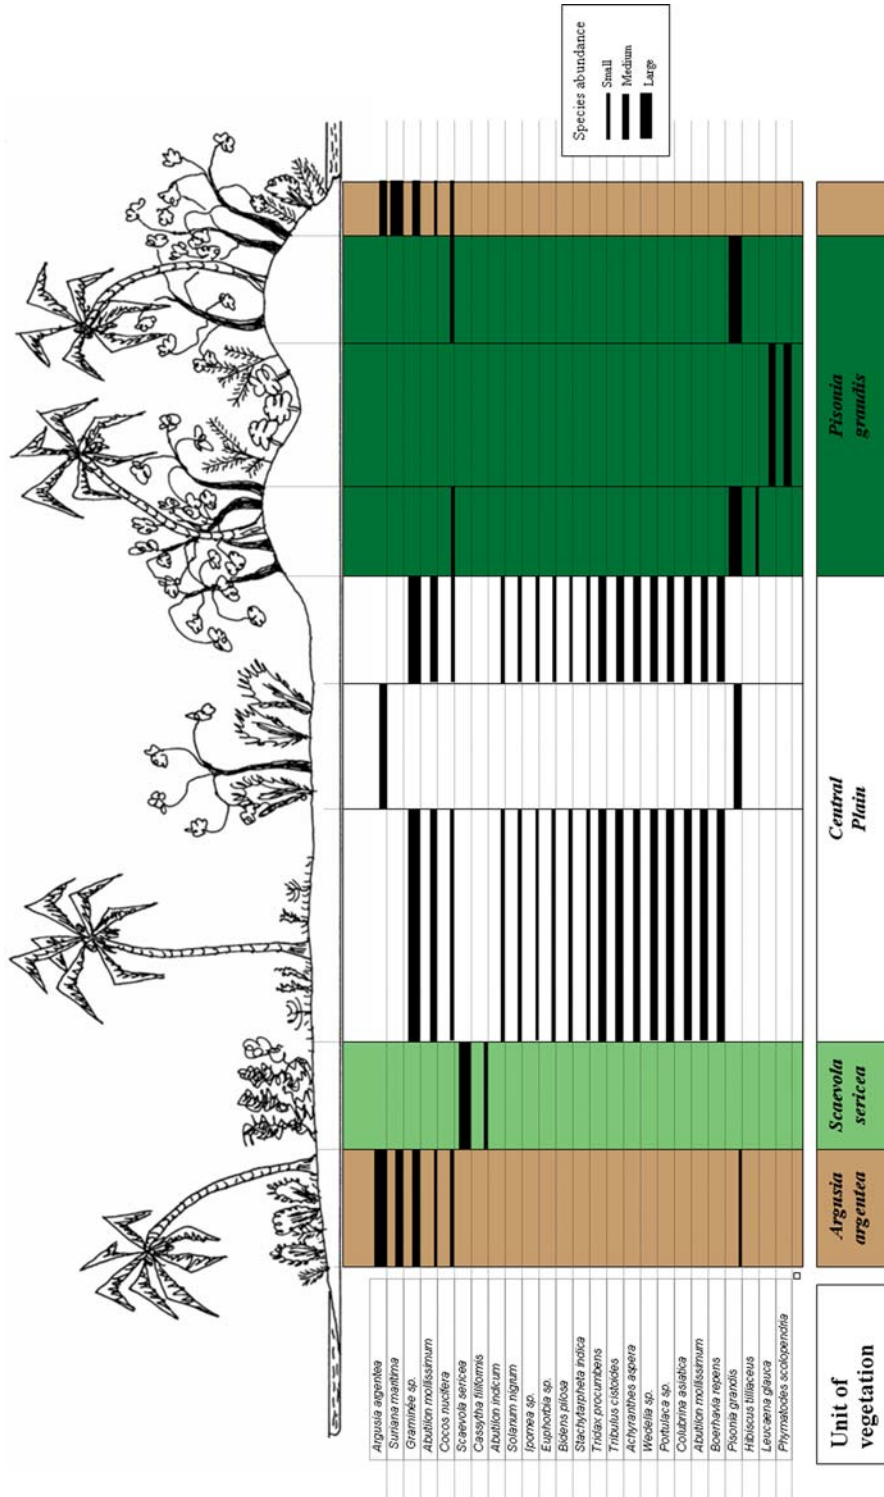 Species abundance
Small
Medium
Large
Argusia argentea
Suriana maritima
Graminée sp.
Abutilon mollissimum
Cocos nucifera
Scaevola sericea
Cassytha filiformis
Abutilon indicum
Solanum nigrum
Ipomea sp.
Euphorbia sp.
Bidens pilosa
Stachytarpheta indica
Tridax procumbens
Tribulus cistoides
Achyranthes aspera
Wedelia sp.
Portulaca sp.
Colubrina asiatica
Abutilon mollissimum
Boerhavia repens
Pisonia grandis
Hibiscus tilliaceus
Leucaena glauca
Phymatodes scolopendria
Unit of
vegetation
Argusia
argentea
Scaevola
sericea
Central
Plain
Pisonia
grandis